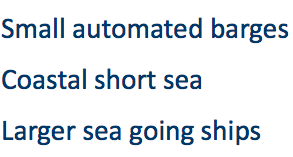 Small automated barges
Coastal short sea
Larger sea going ships